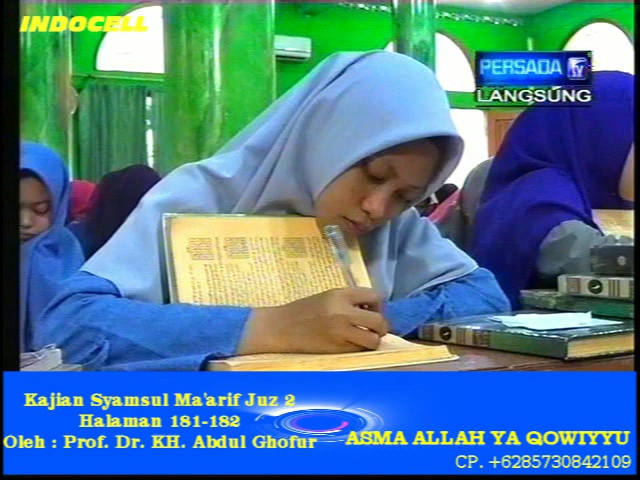 INDOCELL
PERSADA TV
LANGSUNG
Kajian Syamsul Ma'arif Juz 2
Halaman 181-182
Oleh : Prof. Dr. KH. Abdul Ghofur
ASMA ALLAH YA QOWIYYU
CP. +6285730842109